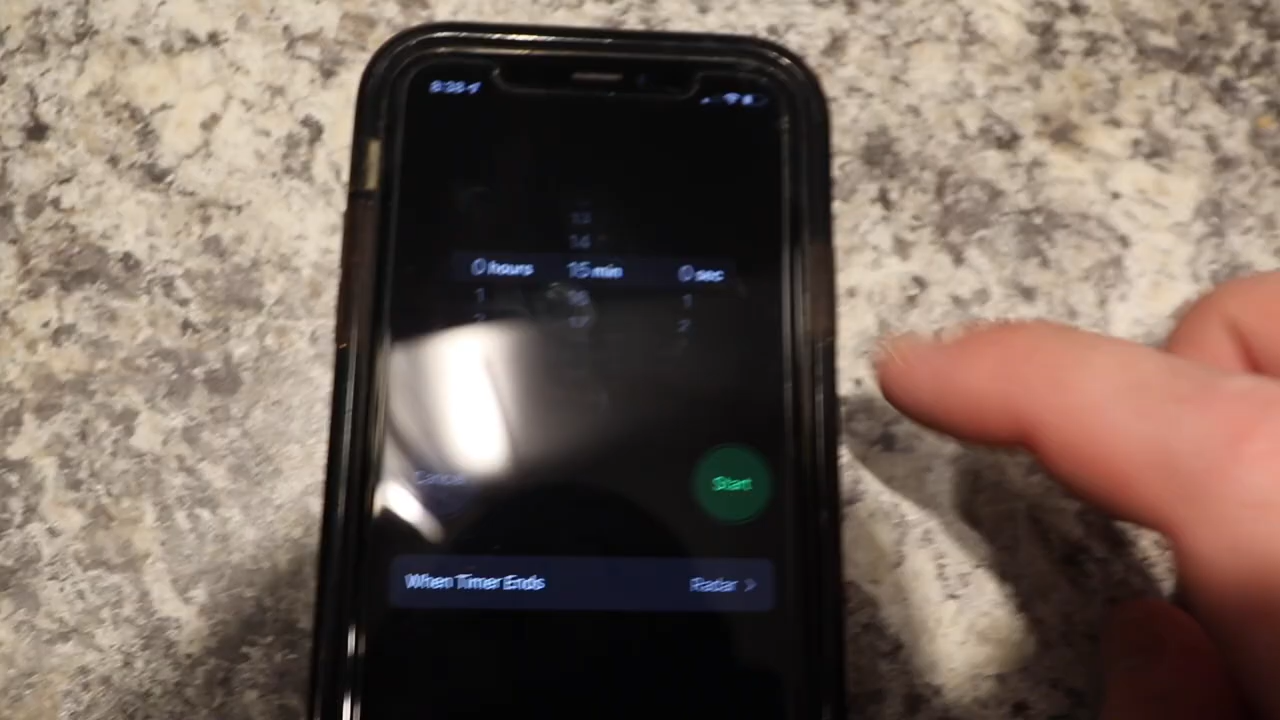 8:38
13
14
0 hours 15 min 0 sec
1 16 1
2 17 2
Cancel Start
When Timer Ends Radar >